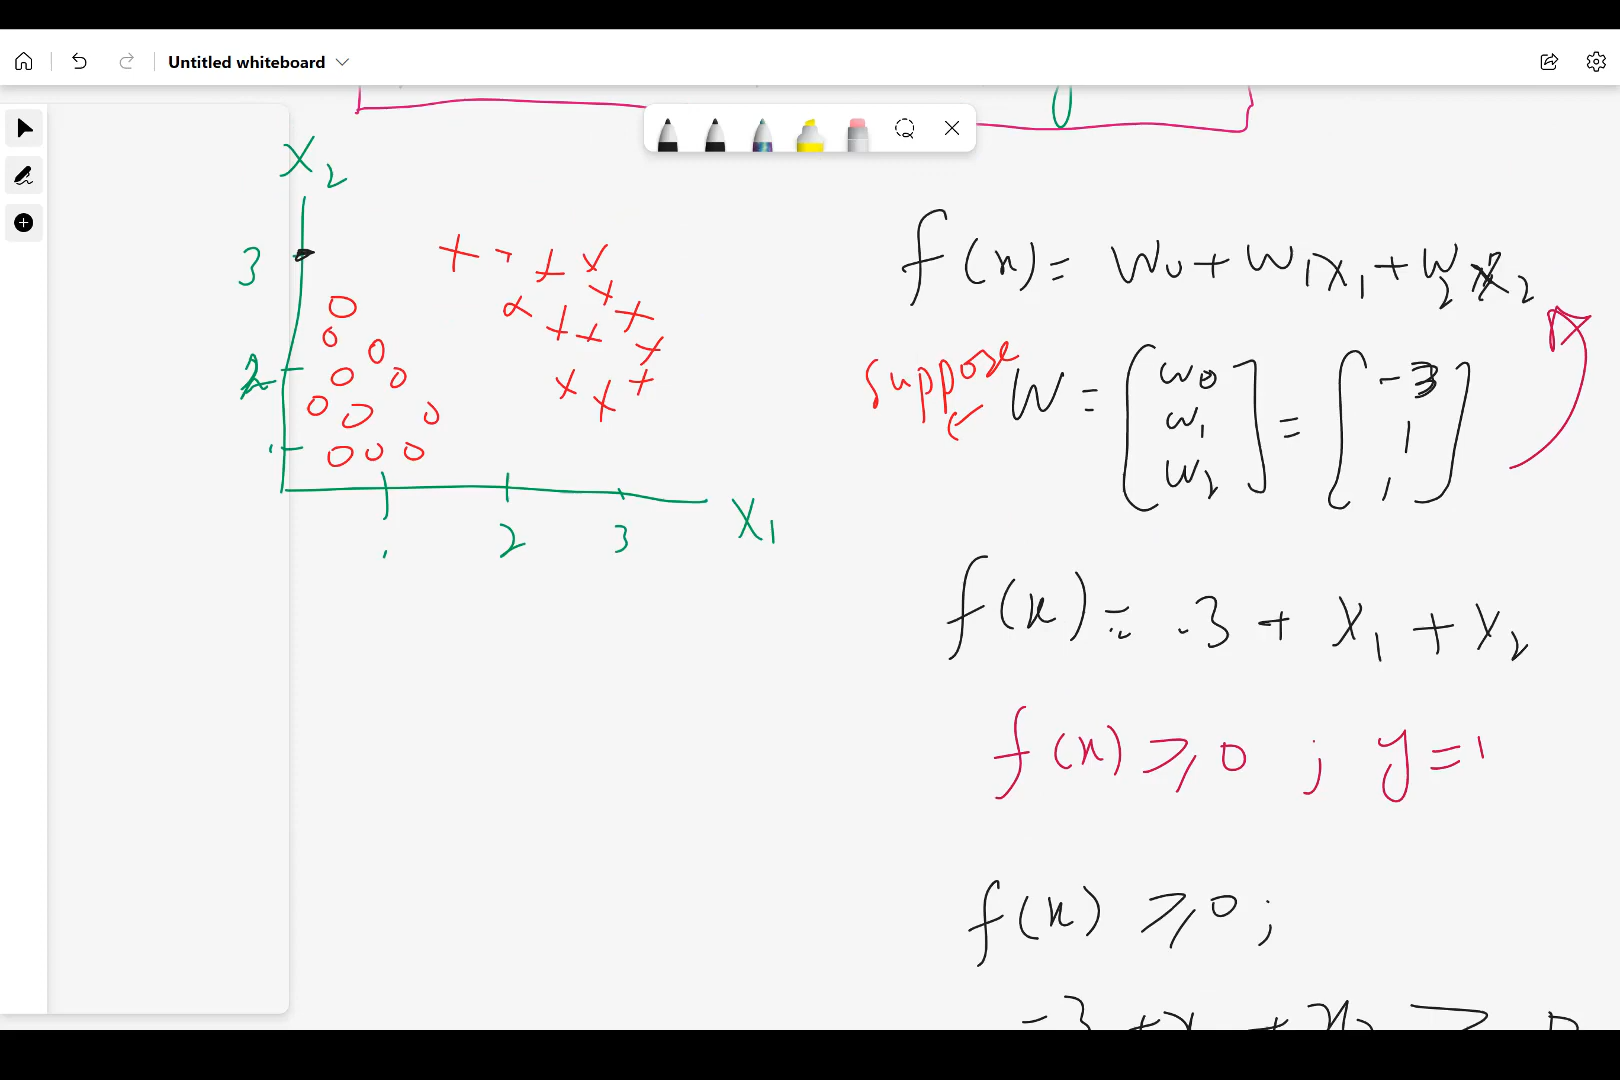 Untitled whiteboard
X2
3
2
1
1 2 3
X1
f(x) = w0 + w1x1 + w2x2
Suppose W = [w0 w1 w2] = [-3 1 1]
f(x) = -3 + x1 + x2
f(x) ⩾ 0 ; y = 1
f(x) ⩾ 0 ;